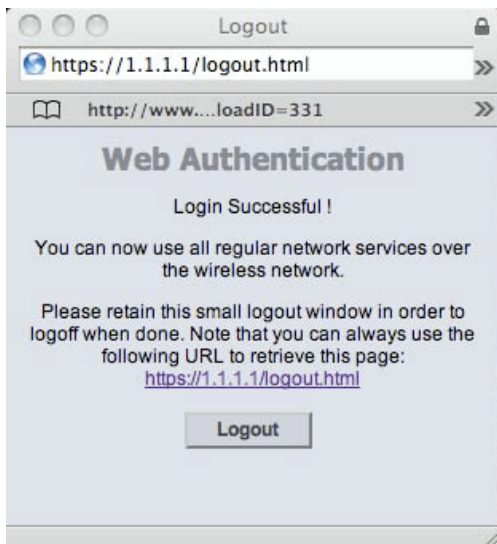 Logout
https://1.1.1.1/logout.html
http://www....loadID=331
Web Authentication
Login Successful !
You can now use all regular network services over
the wireless network.
Please retain this small logout window in order to
logoff when done. Note that you can always use the
following URL to retrieve this page:
https://1.1.1.1/logout.html
Logout